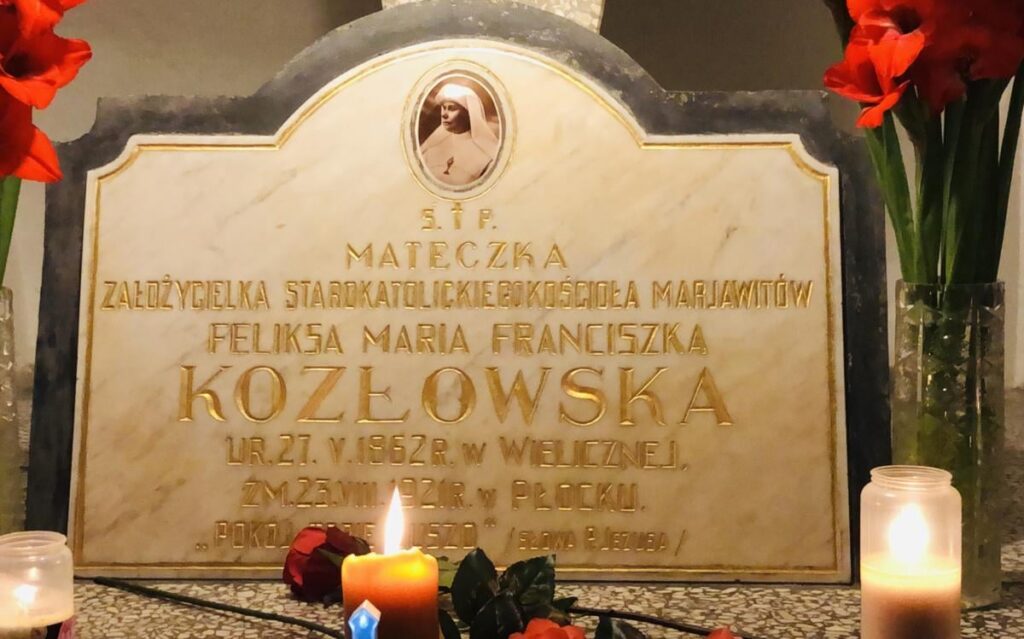 Ś. † P.
MATECZKA
ZAŁOŻYCIELKA STAROKATOLICKIEGO KOŚCIOŁA MARJAWITÓW
FELIKSA MARIA FRANCISZKA
KOZŁOWSKA
UR. 27. V. 1862 R. W WIELICZNEJ,
ZM. 23. VIII. 1921 R. W PŁOCKU.
„POKÓJ DUSZO" /SŁOWA P. JEZUSA/